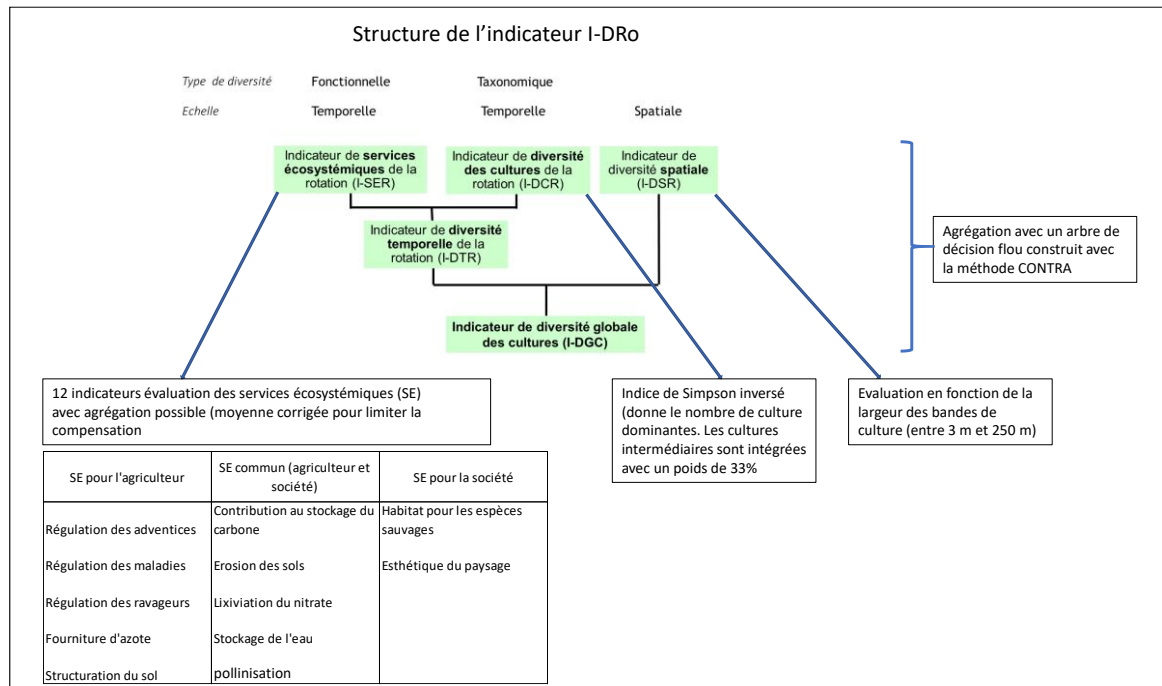 Structure de l'indicateur I-DRo
Type de diversité Fonctionnelle Taxonomique
Echelle Temporelle Temporelle Spatiale
Indicateur de services
écosystémiques de la
rotation (I-SER)
Indicateur de diversité
des cultures de la
rotation (I-DCR)
Indicateur de
diversité spatiale
(I-DSR)
Indicateur de diversité
temporelle de la
rotation (I-DTR)
Indicateur de diversité globale
des cultures (I-DGC)
Agrégation avec un arbre de
décision flou construit avec
la méthode CONTRA
12 indicateurs évaluation des services écosystémiques (SE)
avec agrégation possible (moyenne corrigée pour limiter la
compensation
Indice de Simpson inversé
(donne le nombre de culture
dominantes. Les cultures
intermédiaires sont intégrées
avec un poids de 33%
Evaluation en fonction de la
largeur des bandes de
culture (entre 3 m et 250 m)
SE pour l'agriculteur
SE commun (agriculteur et
société)
SE pour la société
Régulation des adventices
Contribution au stockage du
carbone
Habitat pour les espèces
sauvages
Régulation des maladies
Erosion des sols
Esthétique du paysage
Régulation des ravageurs
Lixiviation du nitrate
Fourniture d'azote
Stockage de l'eau
Structuration du sol
pollinisation